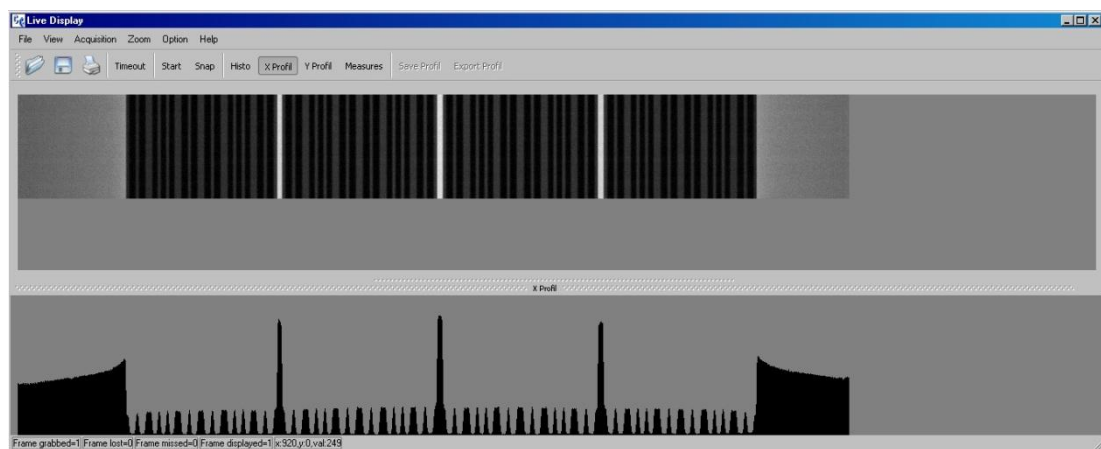 Live Display
File View Acquisition Zoom Option Help
Timeout Start Snap Histo X Profil Y Profil Measures Save Profil Export Profil
X Profil
Frame grabbed=1 Frame lost=0 Frame missed=0 Frame displayed=1 x:920,y:0,val:249